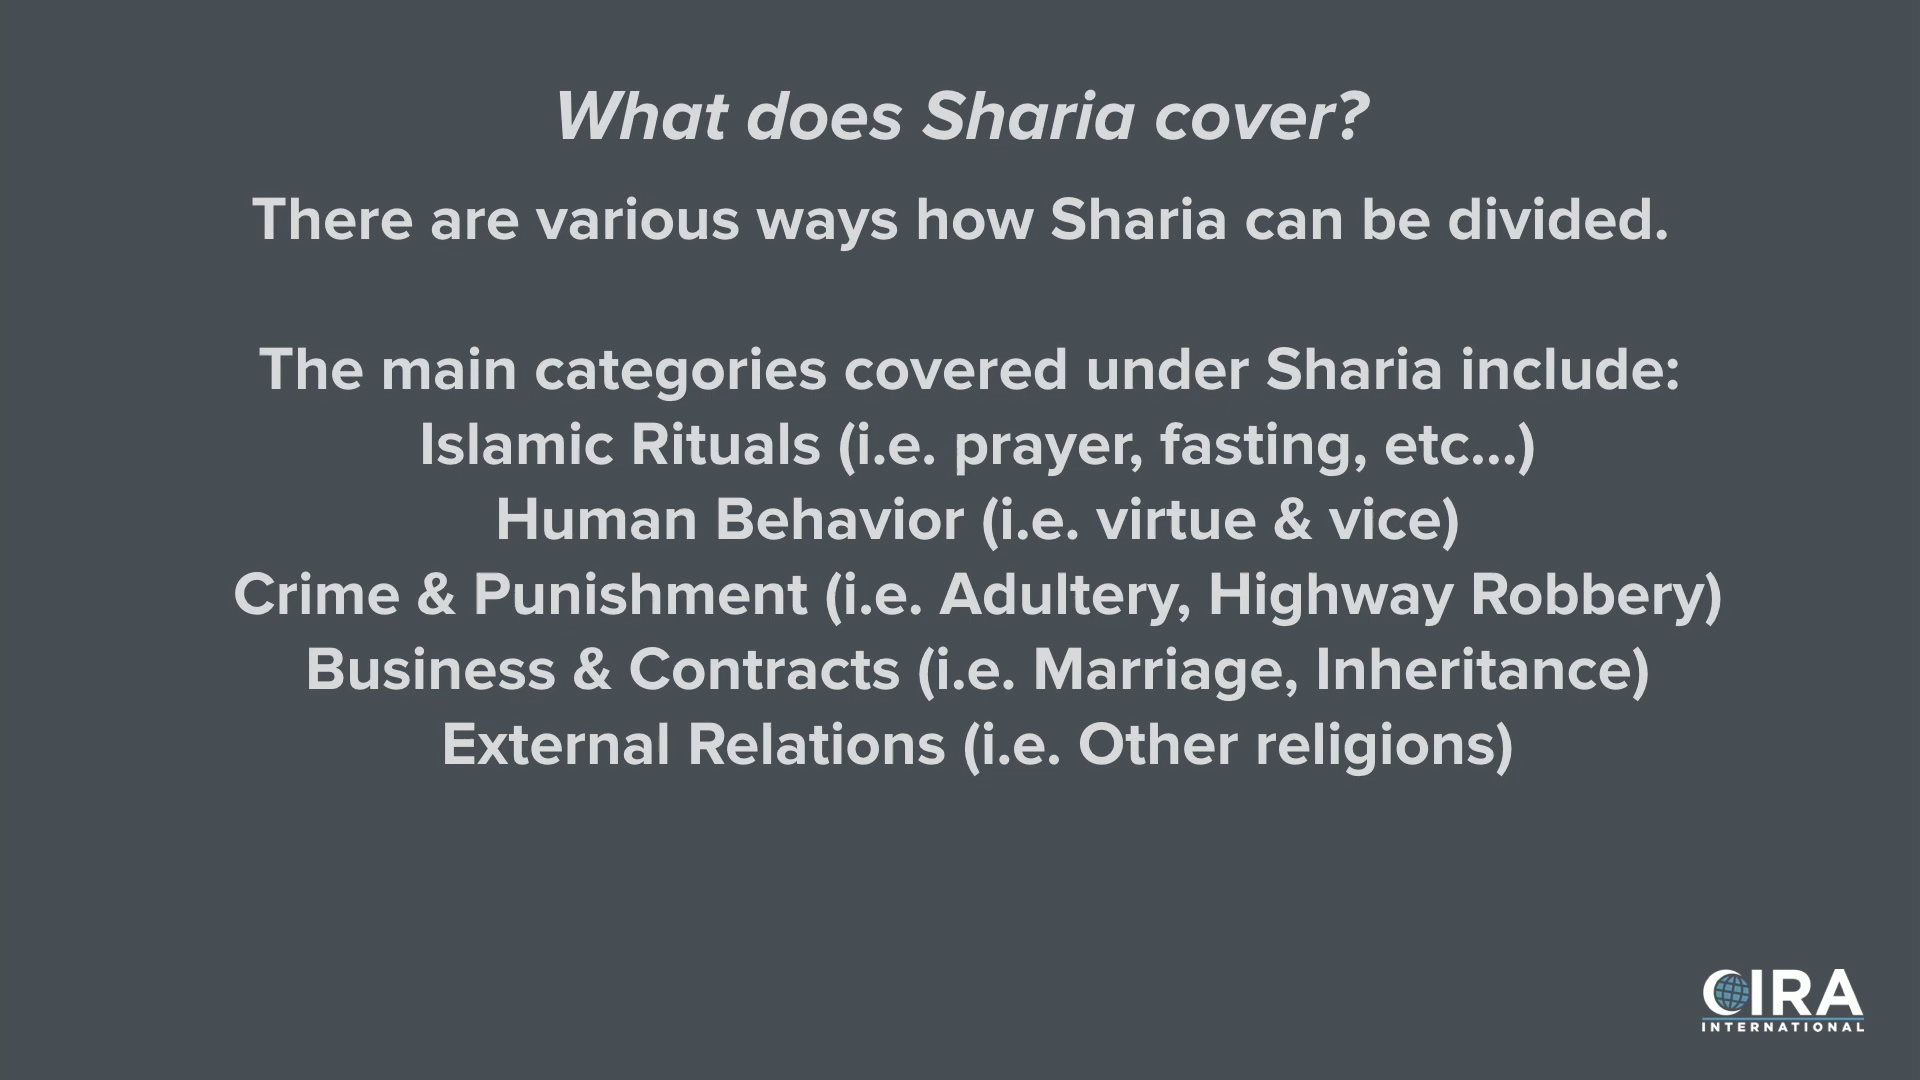 What does Sharia cover?
There are various ways how Sharia can be divided.
The main categories covered under Sharia include:
Islamic Rituals (i.e. prayer, fasting, etc...)
Human Behavior (i.e. virtue & vice)
Crime & Punishment (i.e. Adultery, Highway Robbery)
Business & Contracts (i.e. Marriage, Inheritance)
External Relations (i.e. Other religions)
CIRA
INTERNATIONAL